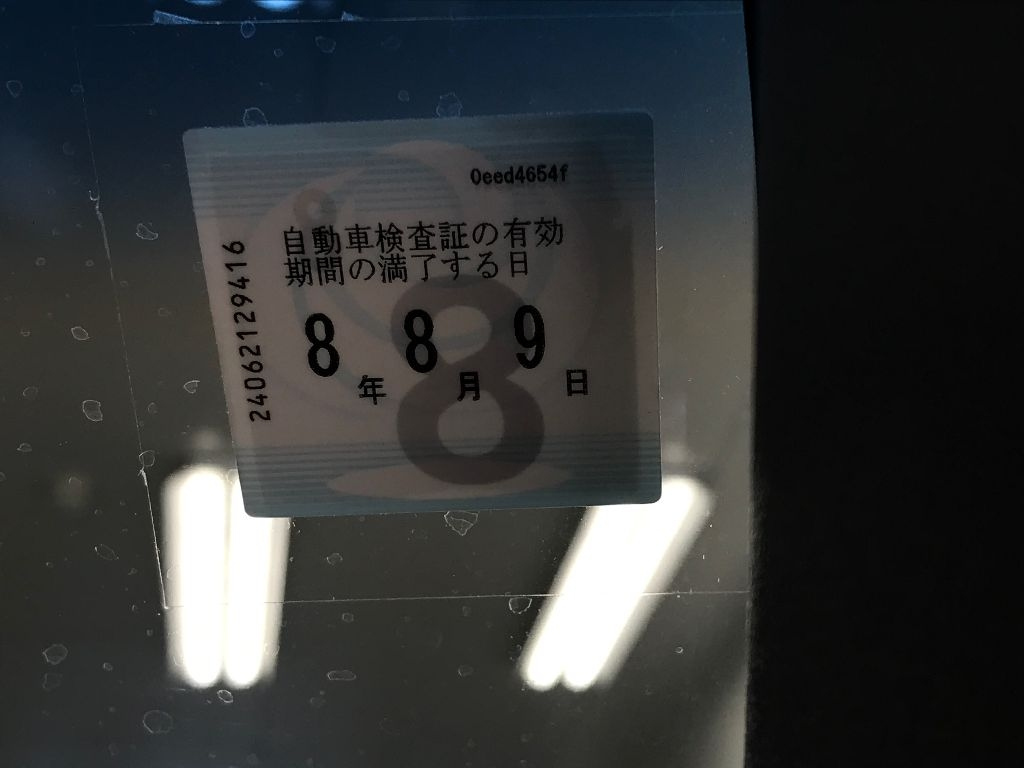 0eed4654f
自動車検査証の有効
期間の満了する日
8年 8月 9日
8
24062129416